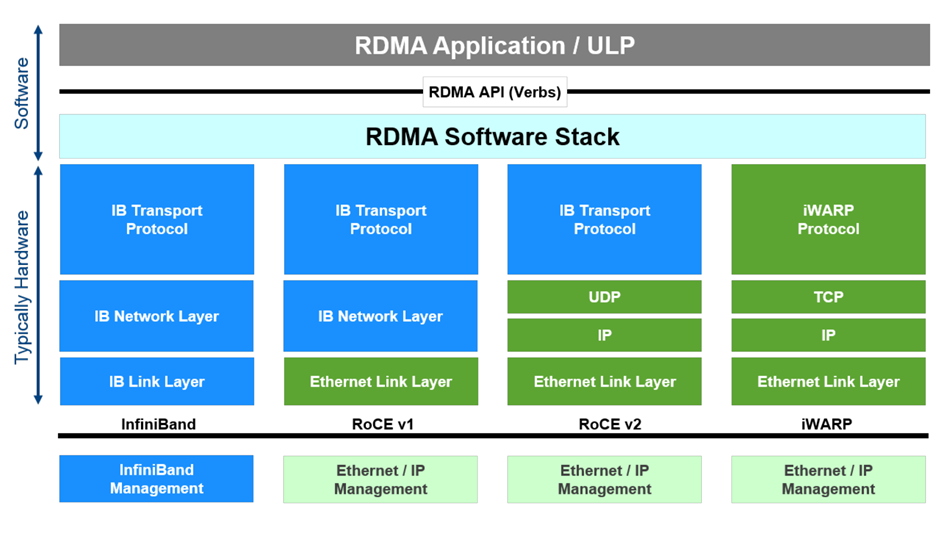 RDMA Application / ULP
Software
RDMA API (Verbs)
RDMA Software Stack
Typically Hardware
IB Transport
Protocol
IB Transport
Protocol
IB Transport
Protocol
iWARP
Protocol
IB Network Layer
IB Network Layer
UDP
IP
TCP
IP
IB Link Layer
Ethernet Link Layer
Ethernet Link Layer
Ethernet Link Layer
InfiniBand
RoCE v1
RoCE v2
iWARP
InfiniBand
Management
Ethernet / IP
Management
Ethernet / IP
Management
Ethernet / IP
Management